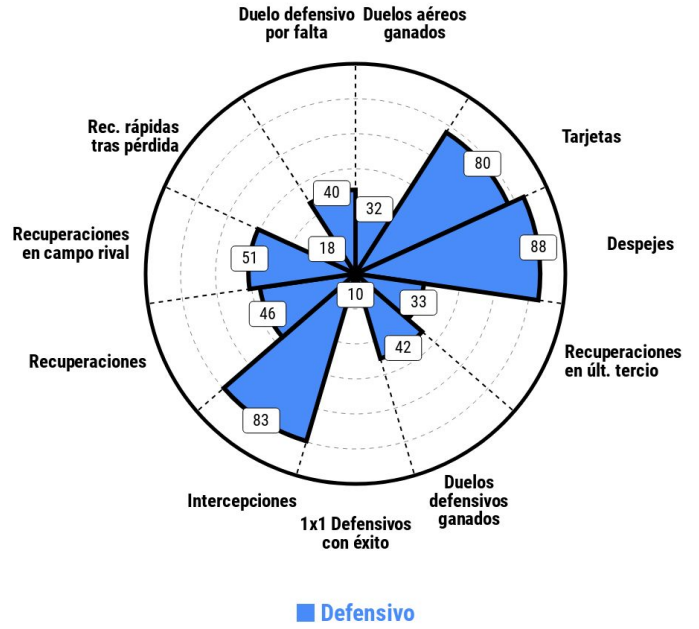 Duelo defensivo
por falta
Duelos aéreos
ganados
Rec. rápidas
tras pérdida
Tarjetas
80
40
32
Recuperaciones
en campo rival
18
51
88
Despejes
10
33
46
42
Recuperaciones
Recuperaciones
en últ. tercio
83
Intercepciones
Duelos
defensivos
ganados
1x1 Defensivos
con éxito
Defensivo